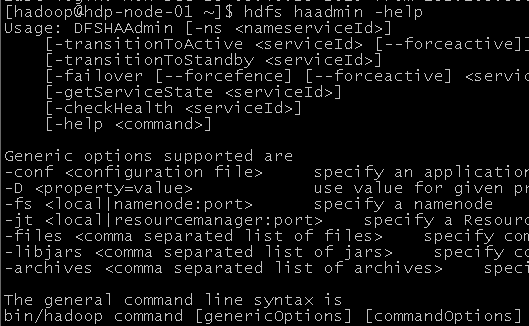 [hadoop@hdp-node-01 ~]$ hdfs haadmin -help
Usage: DFSHAAdmin [-ns <nameserviceId>]
[-transitionToActive <serviceId>
[-transitionToStandby <serviceId>]
[-failover [--forcefence] [--forceactive] <servic
[-getServiceState <serviceId>]
[-checkHealth <serviceId>]
[-help <command>]
Generic options supported are
-conf <configuration file> specify an application
-D <property=value> use value for given pr
-fs <local|namenode:port> specify a namenode
-jt <local|resourcemanager:port> specify a Resour
-files <comma separated list of files> specify com
-libjars <comma separated list of jars> specify co
-archives <comma separated list of archives> speci
The general command line syntax is
bin/hadoop command [genericOptions] [commandOptions]